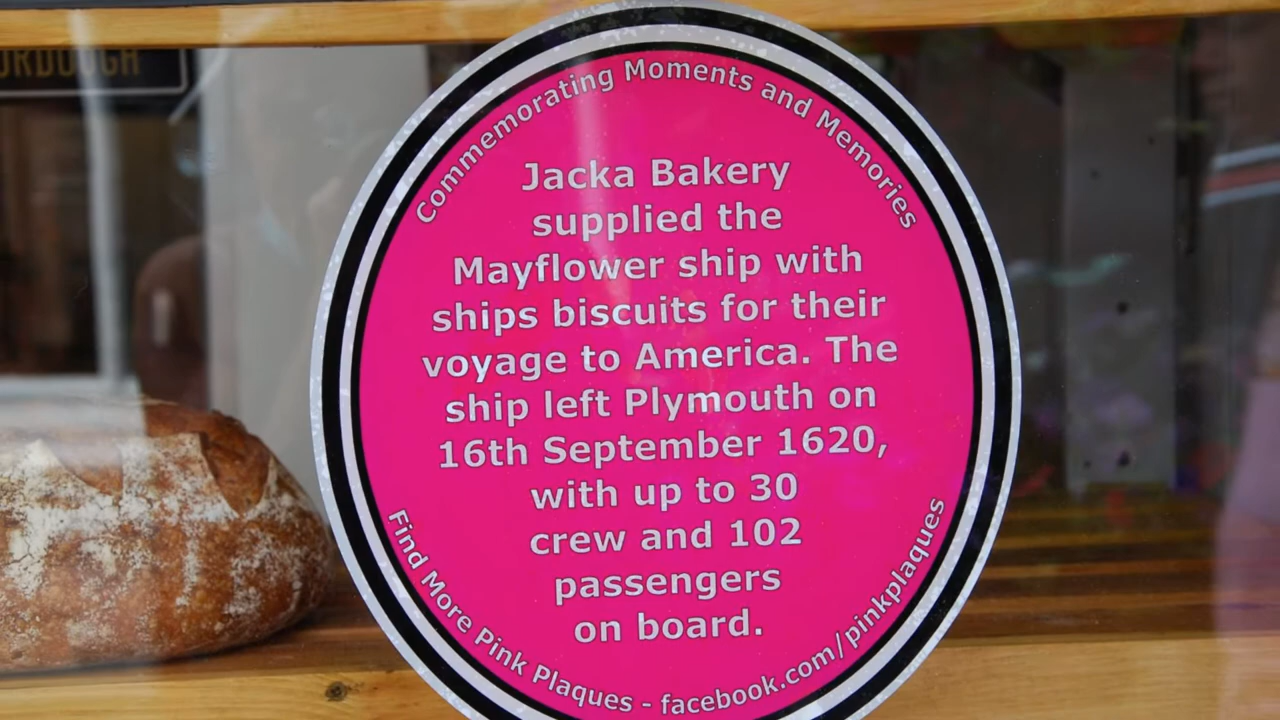 Commemorating Moments and Memories
Jacka Bakery
supplied the
Mayflower ship with
ships biscuits for their
voyage to America. The
ship left Plymouth on
16th September 1620,
with up to 30
crew and 102
passengers
on board.
Find More Pink Plaques - facebook.com/pinkplaques